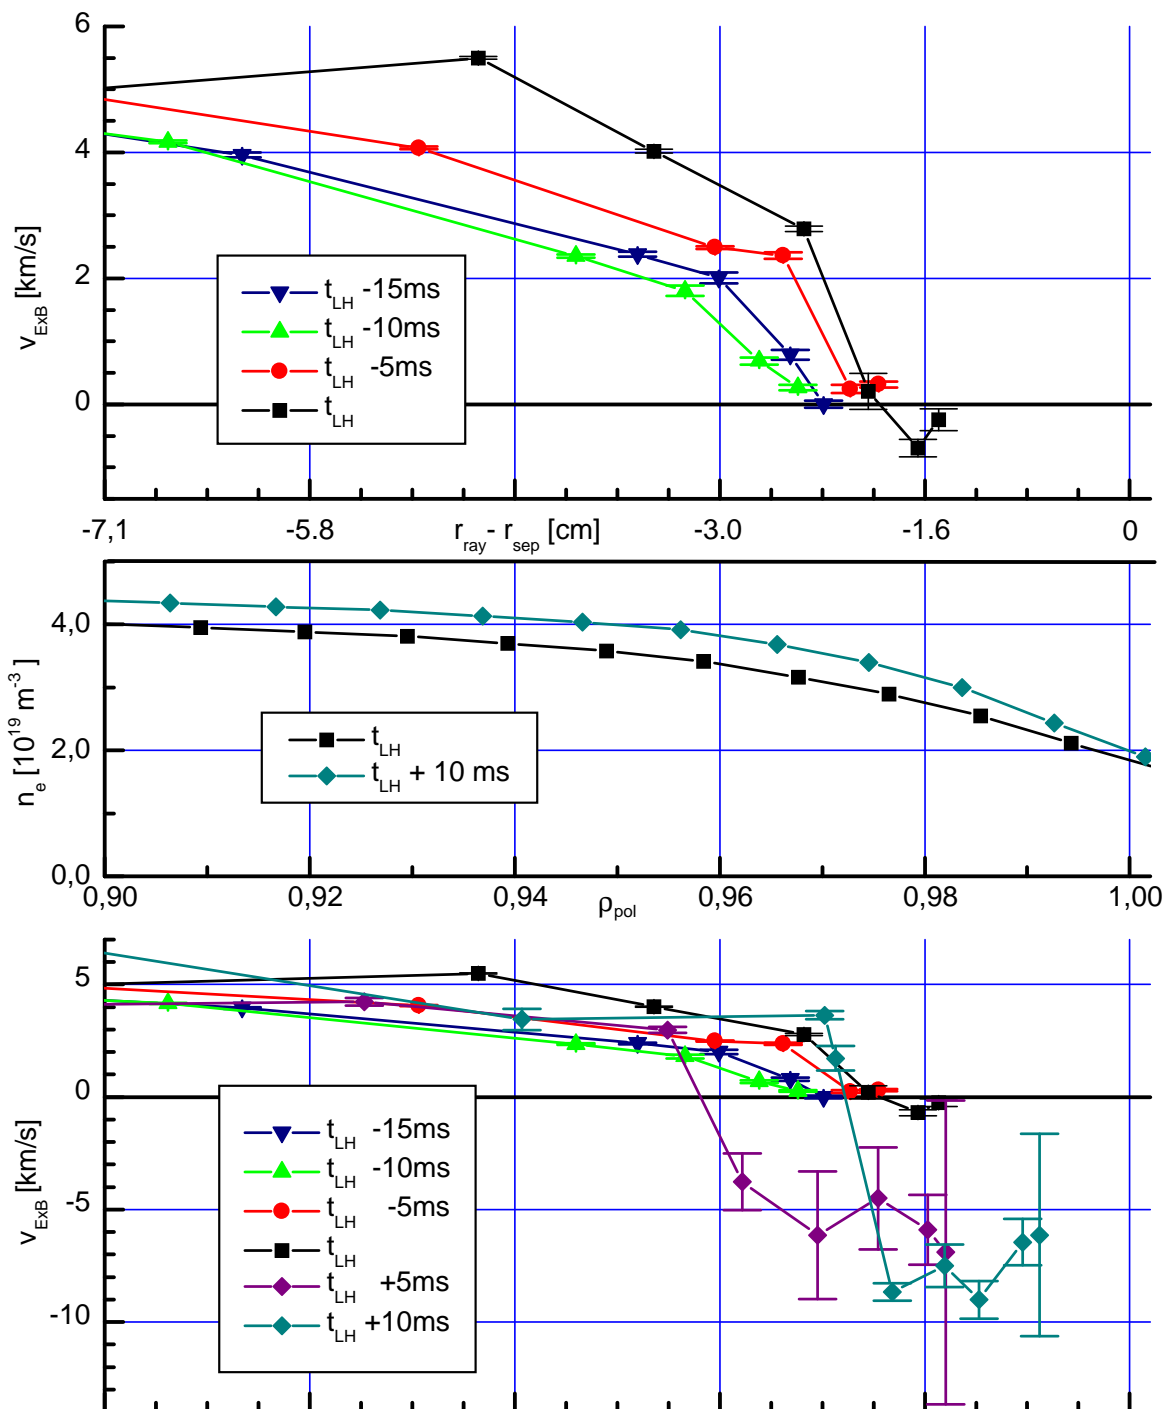 6
4
2
0
v_ExB [km/s]
t_LH -15ms
t_LH -10ms
t_LH -5ms
t_LH
-7,1 -5.8 r_ray - r_sep [cm] -3.0 -1.6 0
4,0
2,0
0,0
n_e [10^19 m^-3 ]
t_LH
t_LH + 10 ms
0,90 0,92 0,94 ρ_pol 0,96 0,98 1,00
5
0
-5
-10
v_ExB [km/s]
t_LH -15ms
t_LH -10ms
t_LH -5ms
t_LH
t_LH +5ms
t_LH +10ms